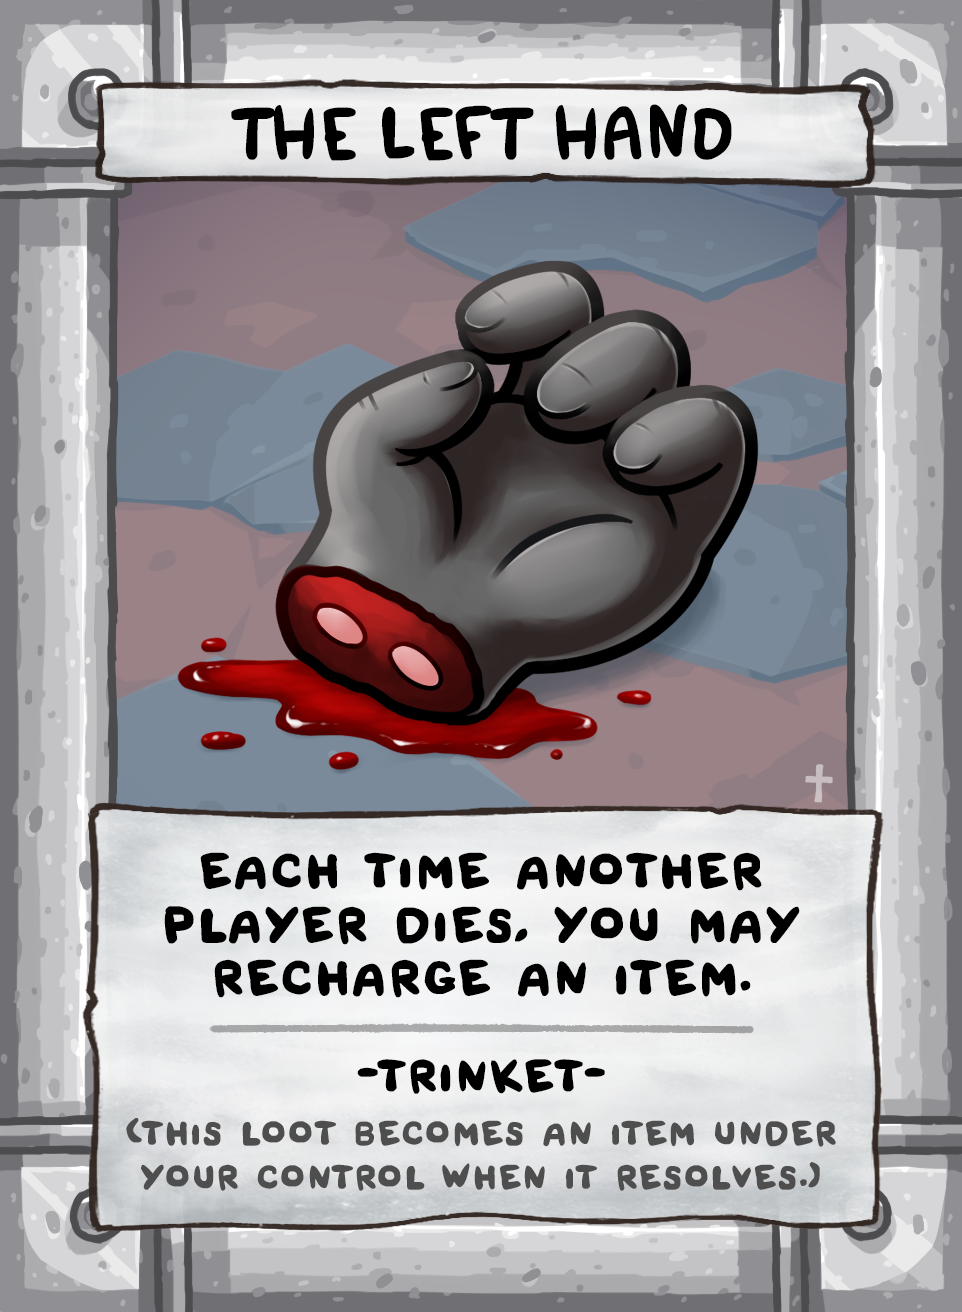 THE LEFT HAND
EACH TIME ANOTHER
PLAYER DIES, YOU MAY
RECHARGE AN ITEM.
-TRINKET-
(THIS LOOT BECOMES AN ITEM UNDER
YOUR CONTROL WHEN IT RESOLVES.)